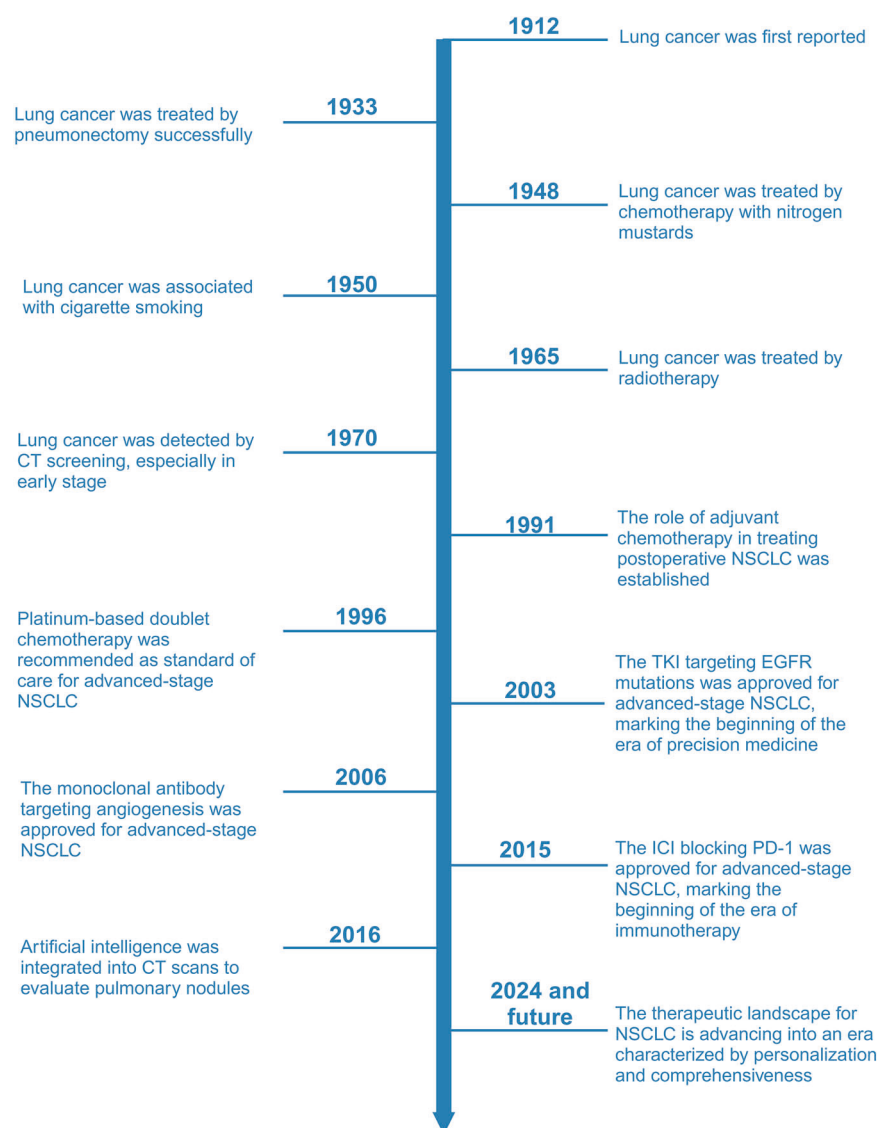 1912
Lung cancer was first reported
1933
Lung cancer was treated by
pneumonectomy successfully
1948
Lung cancer was treated by
chemotherapy with nitrogen
mustards
1950
Lung cancer was associated
with cigarette smoking
1965
Lung cancer was treated by
radiotherapy
1970
Lung cancer was detected by
CT screening, especially in
early stage
1991
The role of adjuvant
chemotherapy in treating
postoperative NSCLC was
established
1996
Platinum-based doublet
chemotherapy was
recommended as standard of
care for advanced-stage
NSCLC
2003
The TKI targeting EGFR
mutations was approved for
advanced-stage NSCLC,
marking the beginning of the
era of precision medicine
2006
The monoclonal antibody
targeting angiogenesis was
approved for advanced-stage
NSCLC
2015
The ICI blocking PD-1 was
approved for advanced-stage
NSCLC, marking the
beginning of the era of
immunotherapy
2016
Artificial intelligence was
integrated into CT scans to
evaluate pulmonary nodules
2024 and
future
The therapeutic landscape for
NSCLC is advancing into an era
characterized by personalization
and comprehensiveness